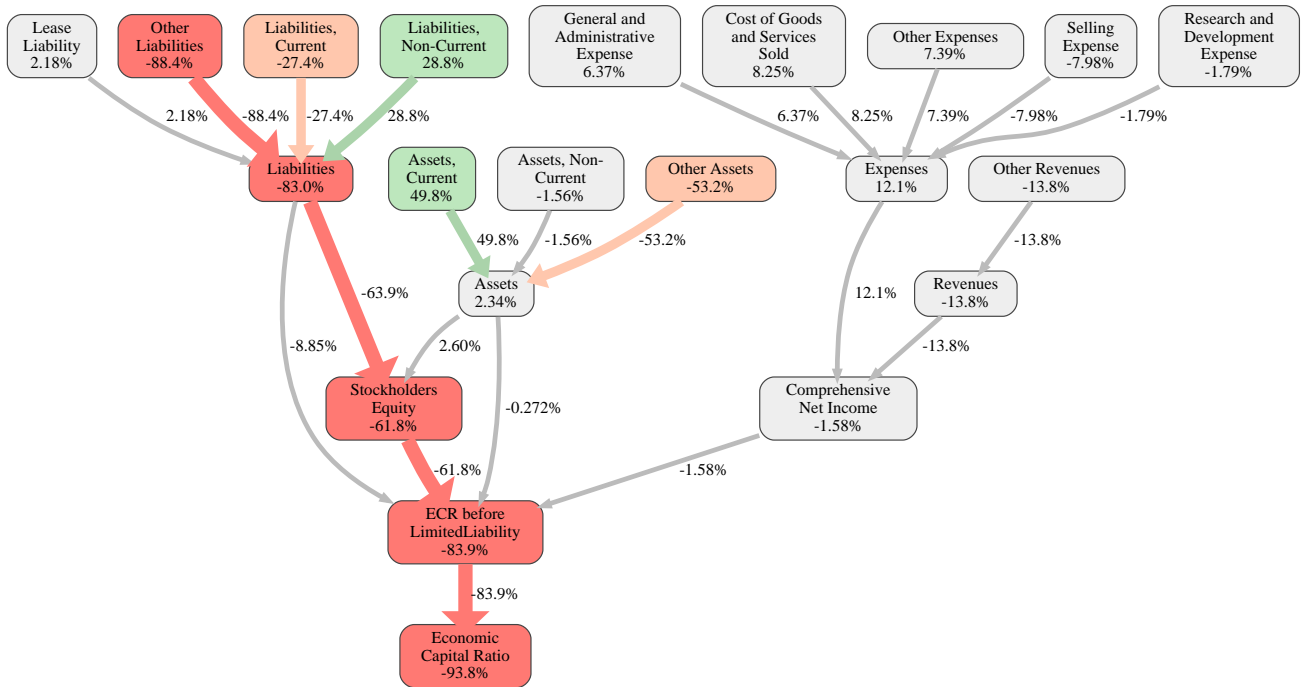 Lease
Liability
2.18%
Other
Liabilities
-88.4%
Liabilities,
Current
-27.4%
Liabilities,
Non-Current
28.8%
General and
Administrative
Expense
6.37%
Cost of Goods
and Services
Sold
8.25%
Other Expenses
7.39%
Selling
Expense
-7.98%
Research and
Development
Expense
-1.79%
2.18%
-88.4%
-27.4%
28.8%
6.37%
8.25%
7.39%
-7.98%
-1.79%
Liabilities
-83.0%
Assets,
Current
49.8%
Assets, Non-
Current
-1.56%
Other Assets
-53.2%
Expenses
12.1%
Other Revenues
-13.8%
49.8%
-1.56%
-53.2%
-13.8%
-63.9%
Assets
2.34%
12.1%
Revenues
-13.8%
-8.85%
2.60%
-13.8%
Stockholders
Equity
-61.8%
-0.272%
Comprehensive
Net Income
-1.58%
-61.8%
-1.58%
ECR before
LimitedLiability
-83.9%
-83.9%
Economic
Capital Ratio
-93.8%